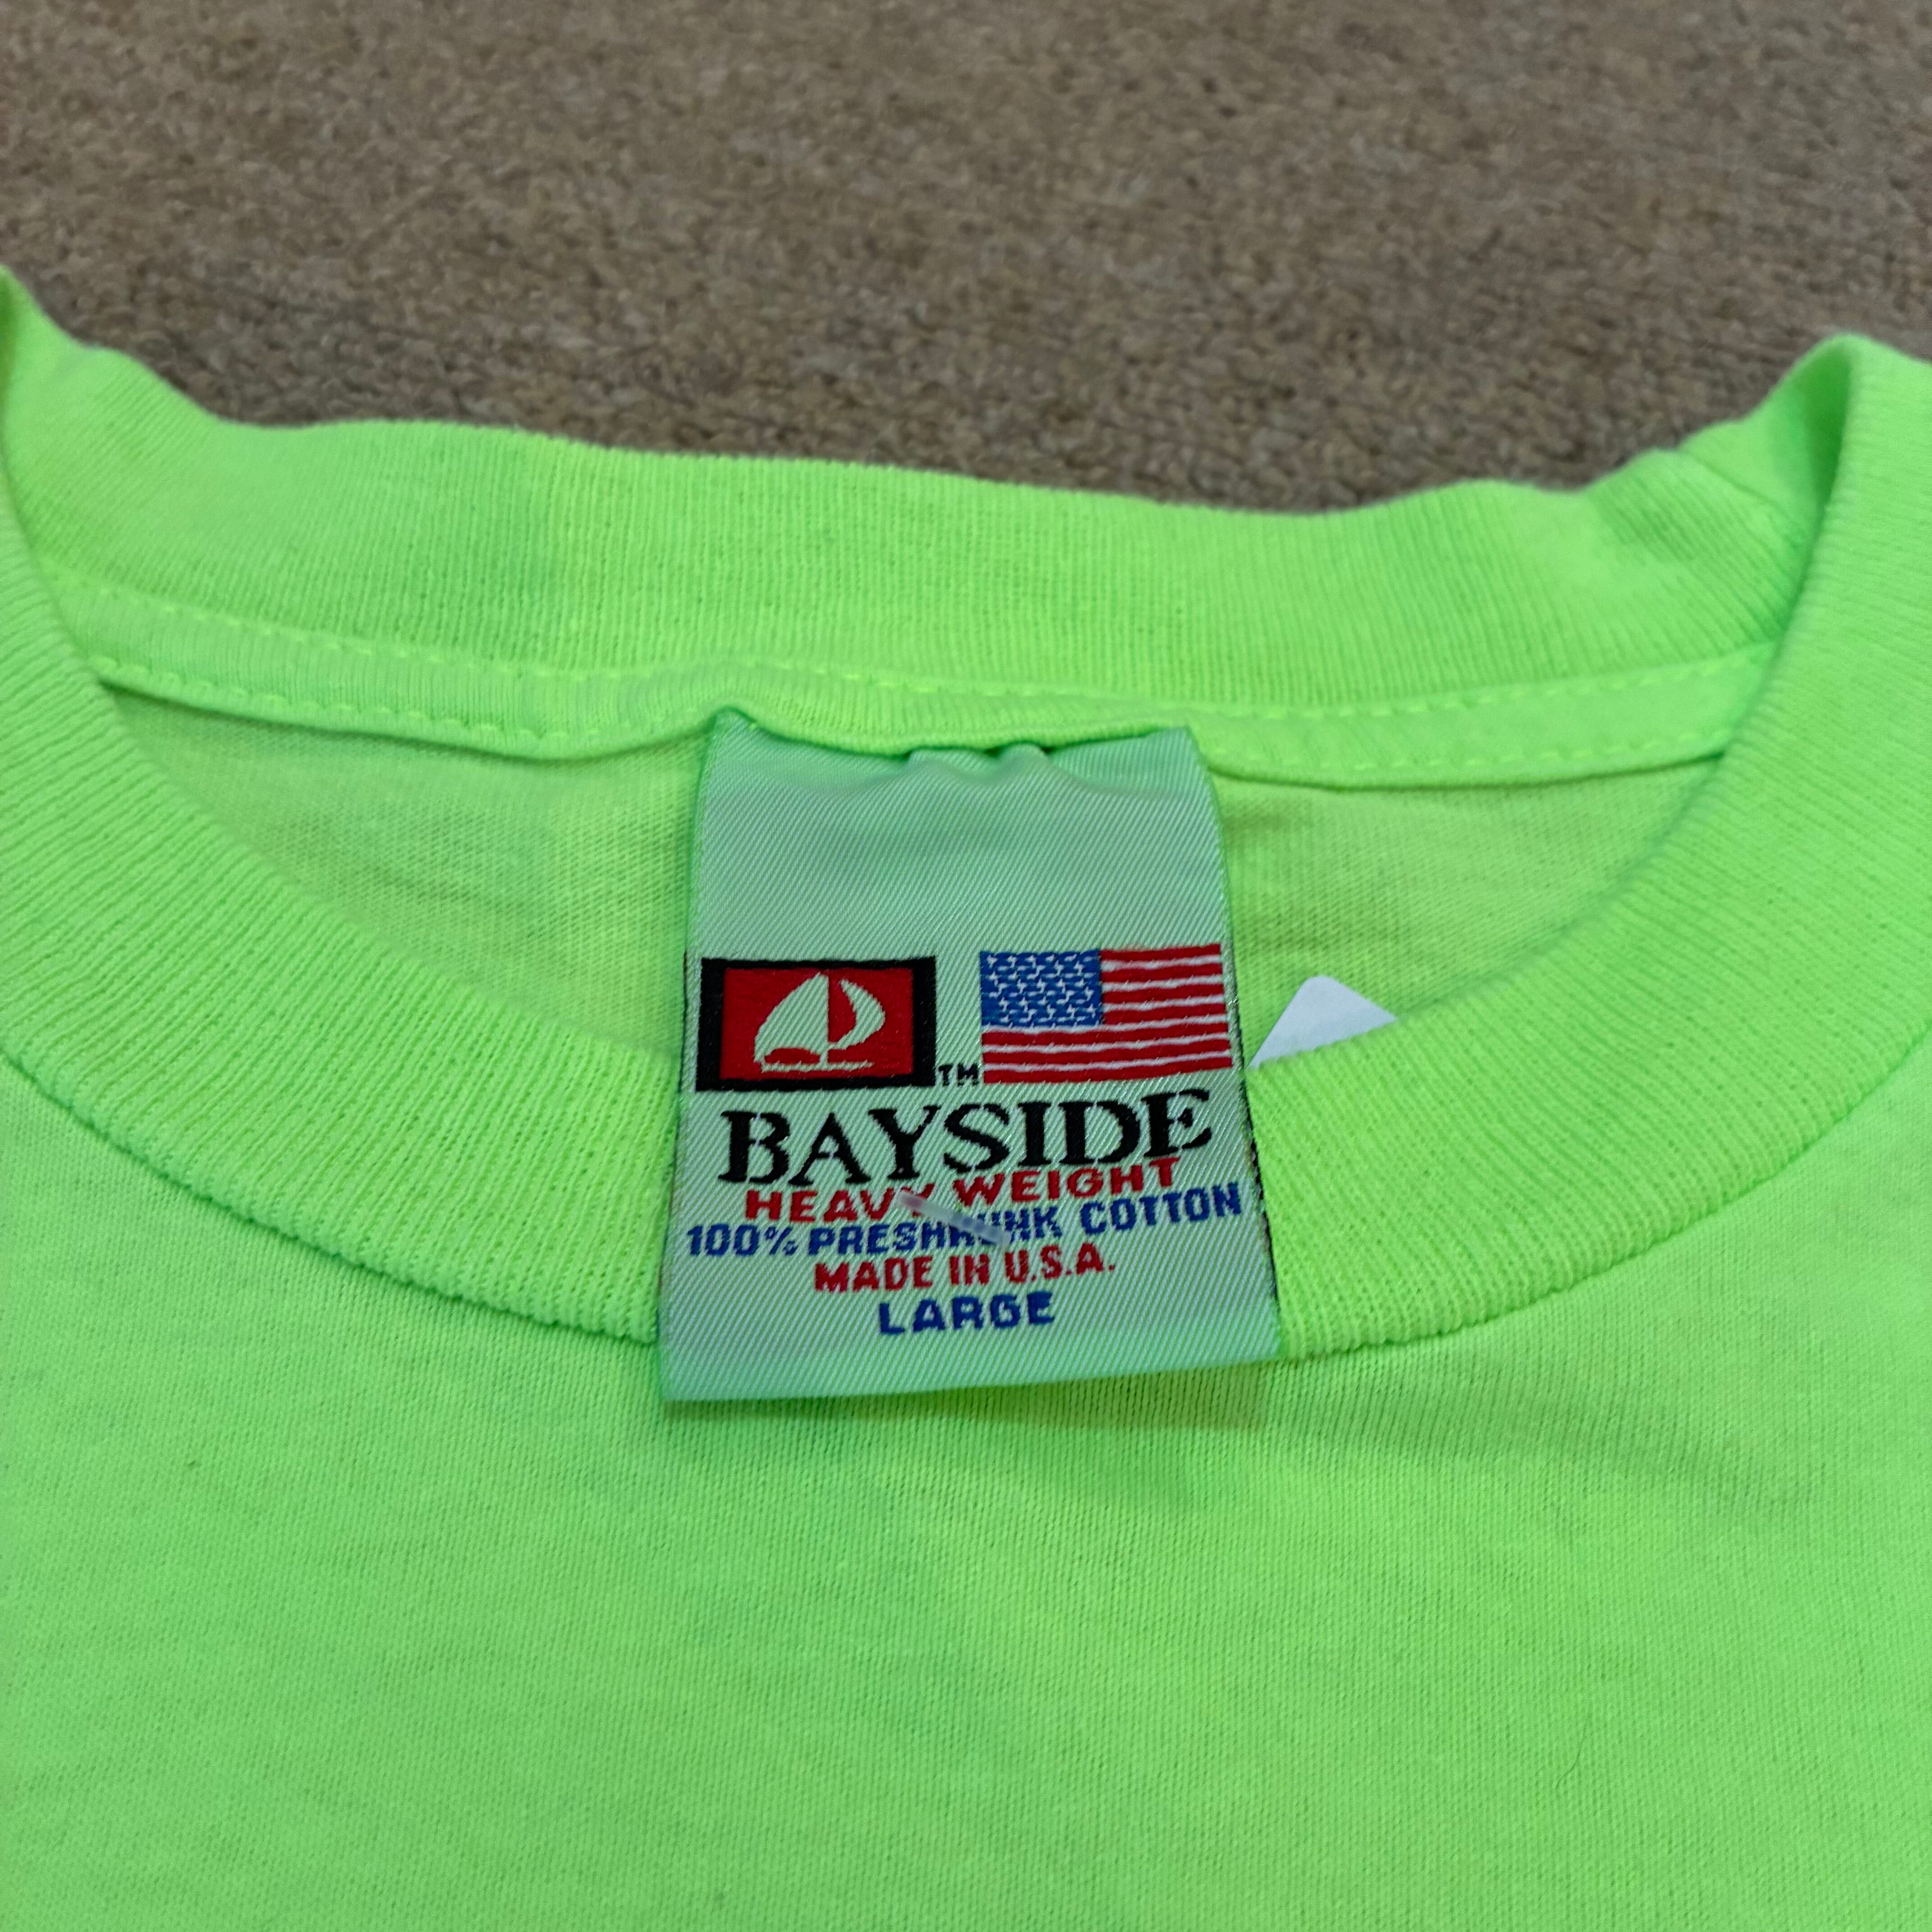 TM
BAYSIDE
HEAVY WEIGHT
100% PRESHRUNK COTTON
MADE IN U.S.A.
LARGE